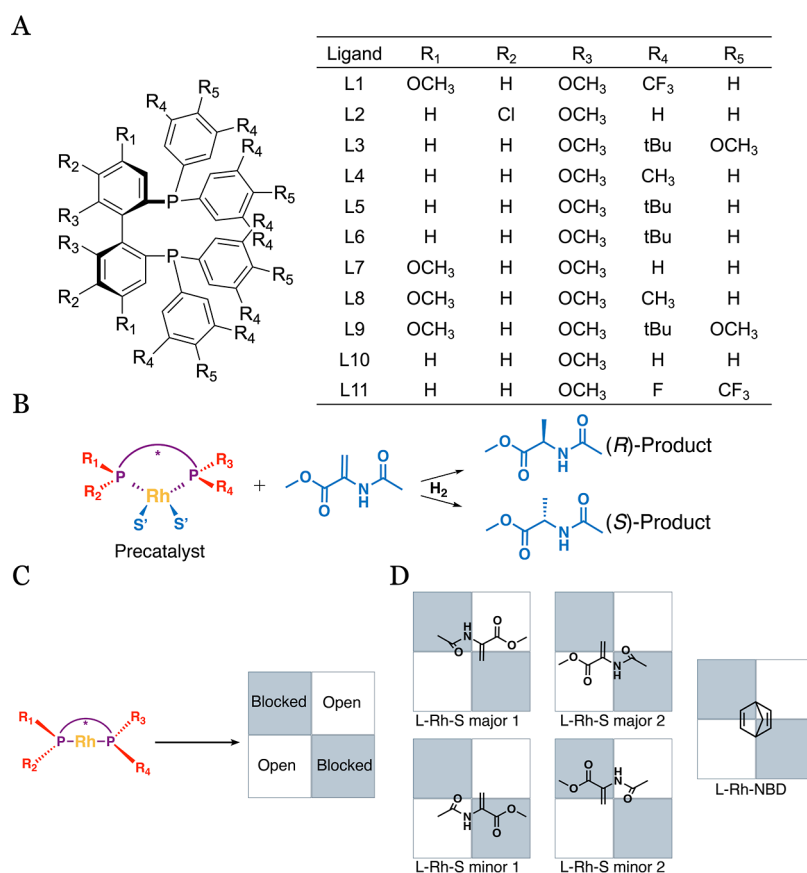 A
R4
R5
R4
R1
R2
R3
P
R4
R5
R4
R3
R2
R1
P
R4
R5
R4
R4
R4
R5
Ligand R1 R2 R3 R4 R5
L1 OCH3 H OCH3 CF3 H
L2 H Cl OCH3 H H
L3 H H OCH3 tBu OCH3
L4 H H OCH3 CH3 H
L5 H H OCH3 tBu H
L6 H H OCH3 tBu H
L7 OCH3 H OCH3 H H
L8 OCH3 H OCH3 CH3 H
L9 OCH3 H OCH3 tBu OCH3
L10 H H OCH3 H H
L11 H H OCH3 F CF3
B
R1 * R3
P P
R2 Rh R4
S' S'
Precatalyst
+
O O
O N
H
H2
O O
O N
H
(R)-Product
O O
O N
H
(S)-Product
C
R1 * R3
P Rh P
R2 R4
Blocked Open
Open Blocked
D
H
N O
O O
L-Rh-S major 1
O O
O N
H
L-Rh-S major 2
O O
N O
H
L-Rh-S minor 1
O H
O N
O
L-Rh-S minor 2
L-Rh-NBD